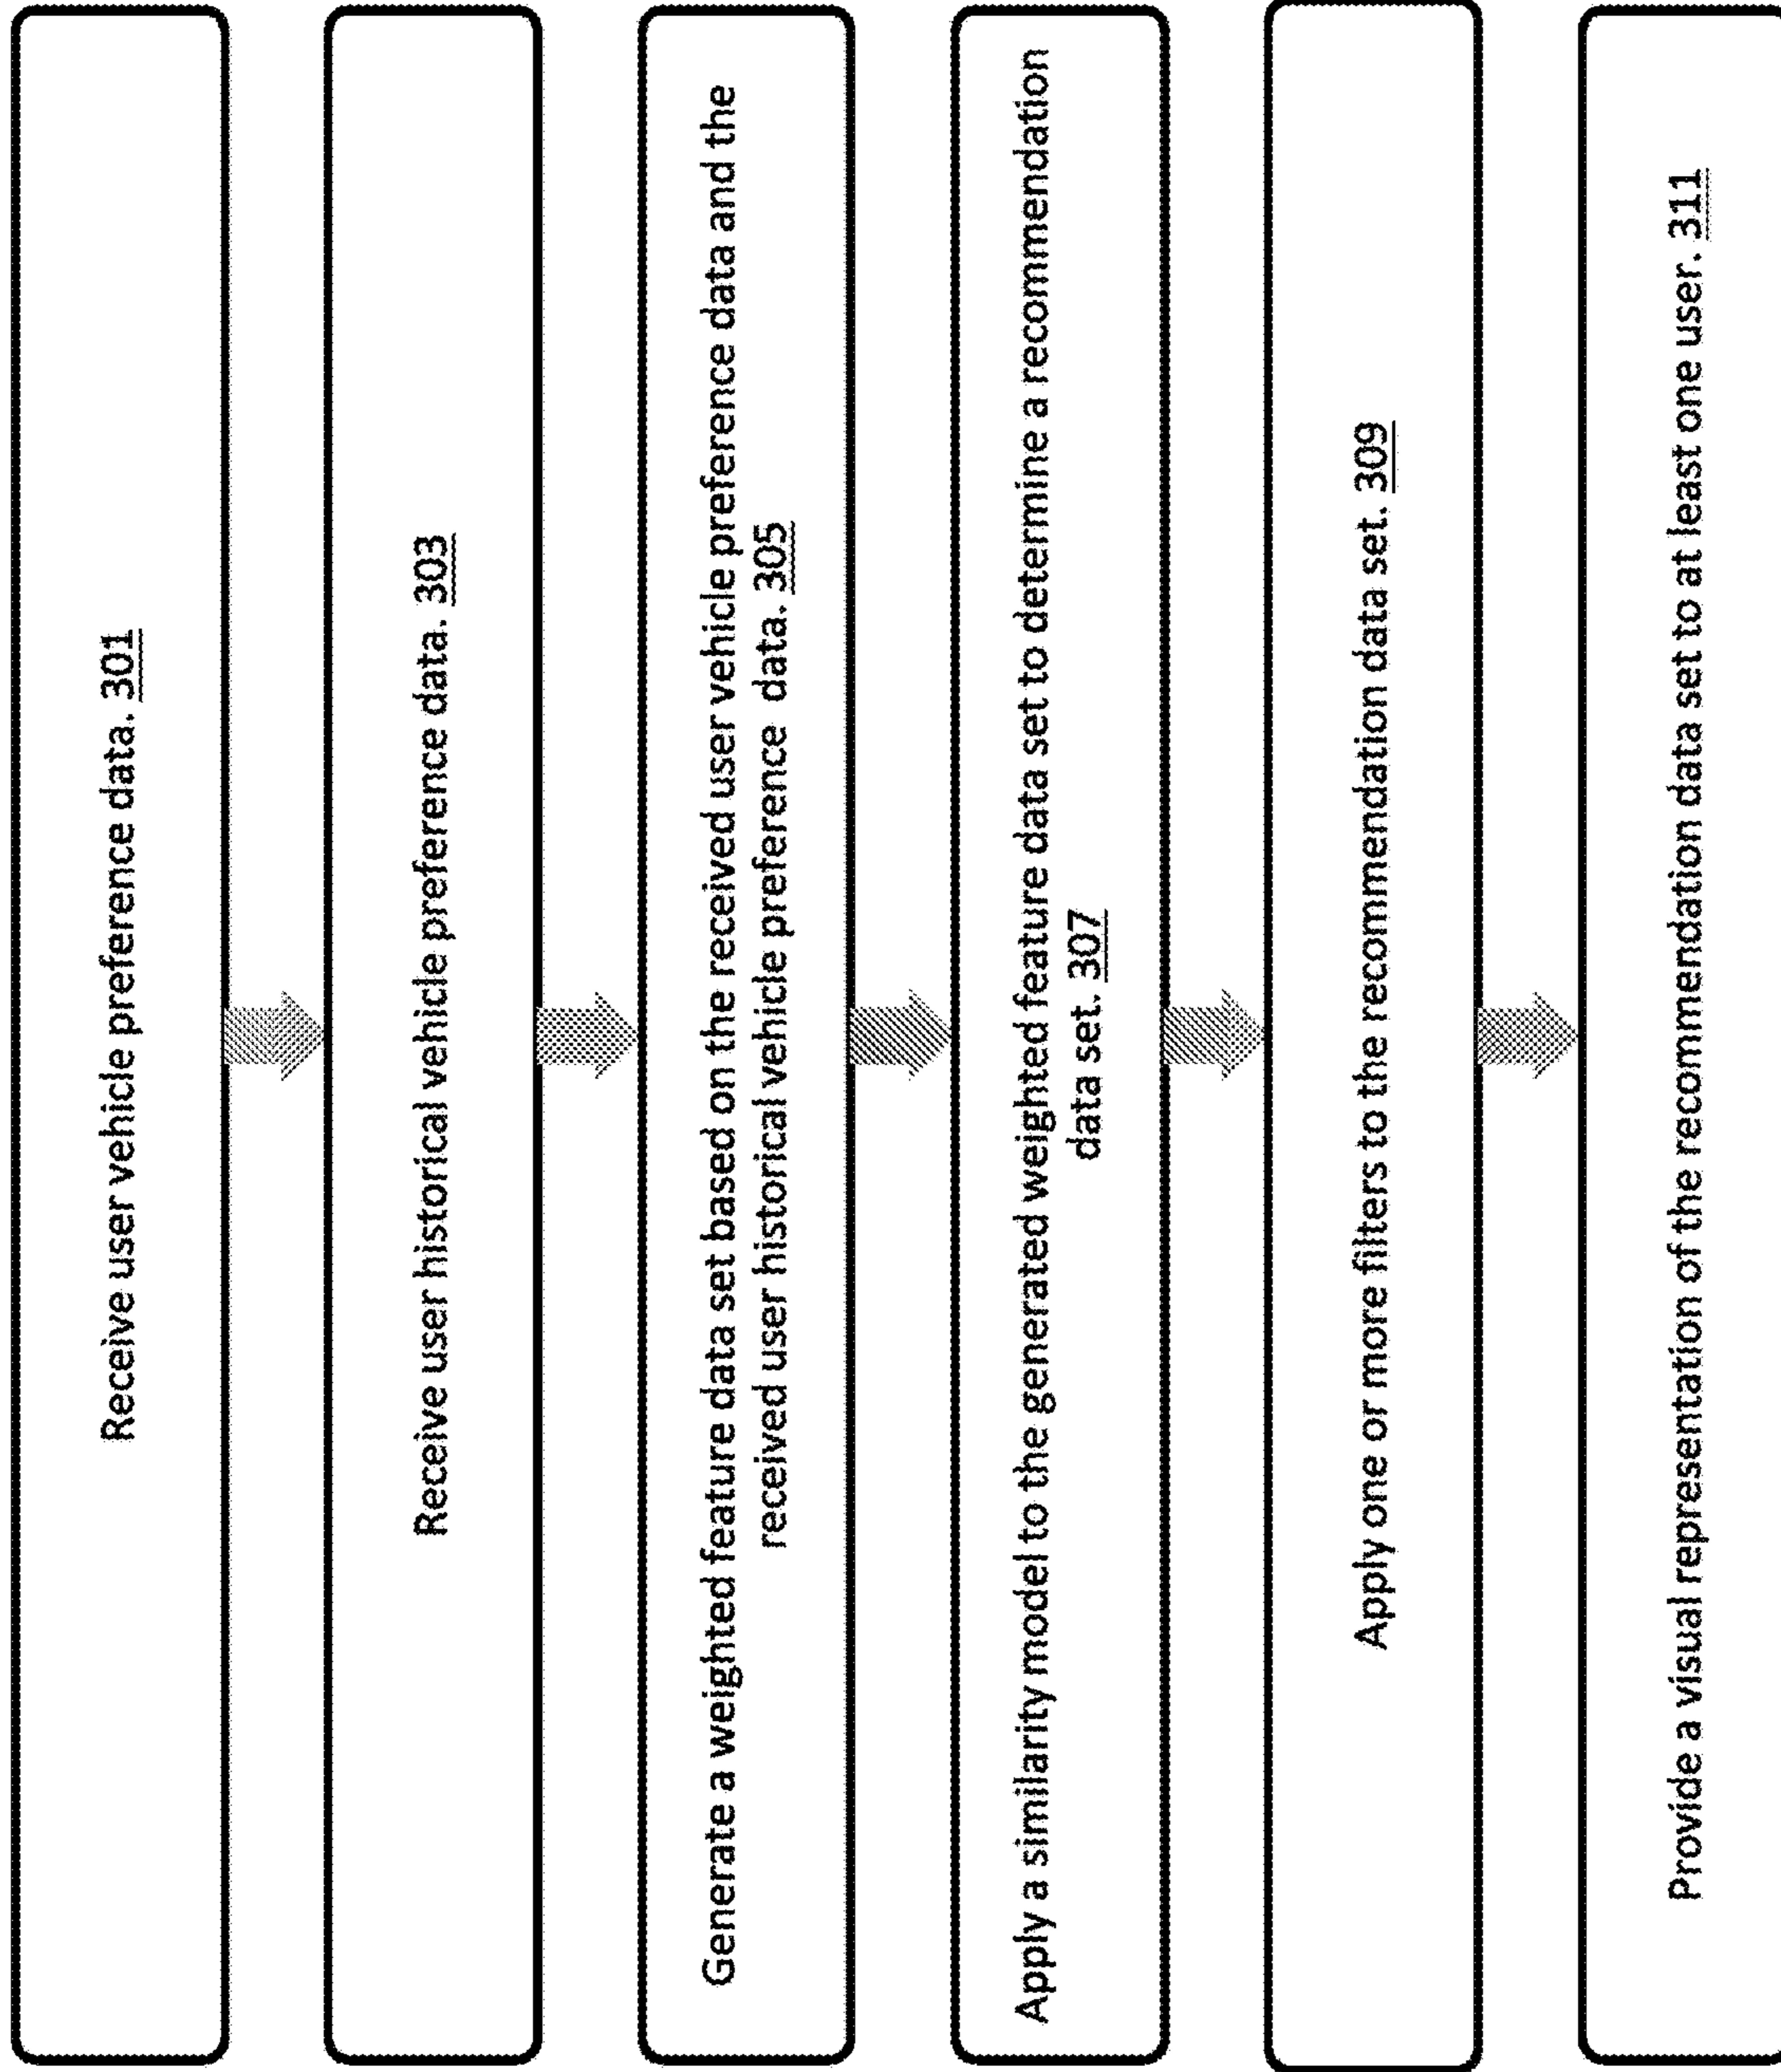 Receive user vehicle preference data. 301
Receive user historical vehicle preference data. 303
Generate a weighted feature data set based on the received user vehicle preference data and the
received user historical vehicle preference data. 305
Apply a similarity model to the generated weighted feature data set to determine a recommendation
data set. 307
Apply one or more filters to the recommendation data set. 309
Provide a visual representation of the recommendation data set to at least one user. 311